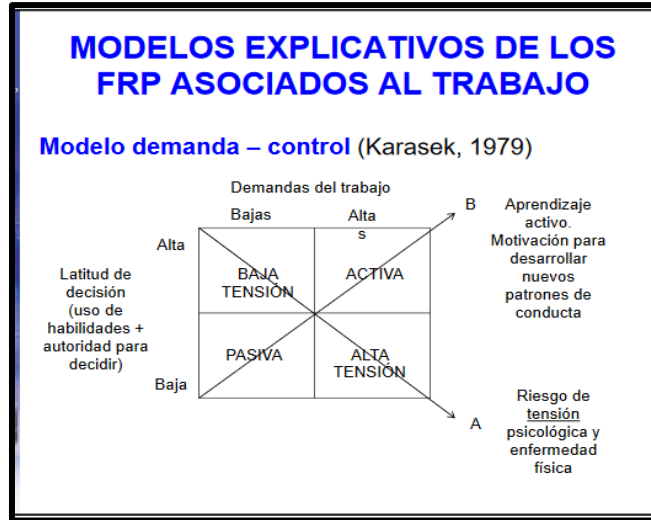 MODELOS EXPLICATIVOS DE LOS
FRP ASOCIADOS AL TRABAJO
Modelo demanda – control (Karasek, 1979)
Demandas del trabajo
Bajas
Alta
s
Alta
Baja
Latitud de
decisión
(uso de
habilidades +
autoridad para
decidir)
BAJA
TENSIÓN
ACTIVA
PASIVA
ALTA
TENSIÓN
B
Aprendizaje
activo.
Motivación para
desarrollar
nuevos
patrones de
conducta
A
Riesgo de
tensión
psicológica y
enfermedad
física